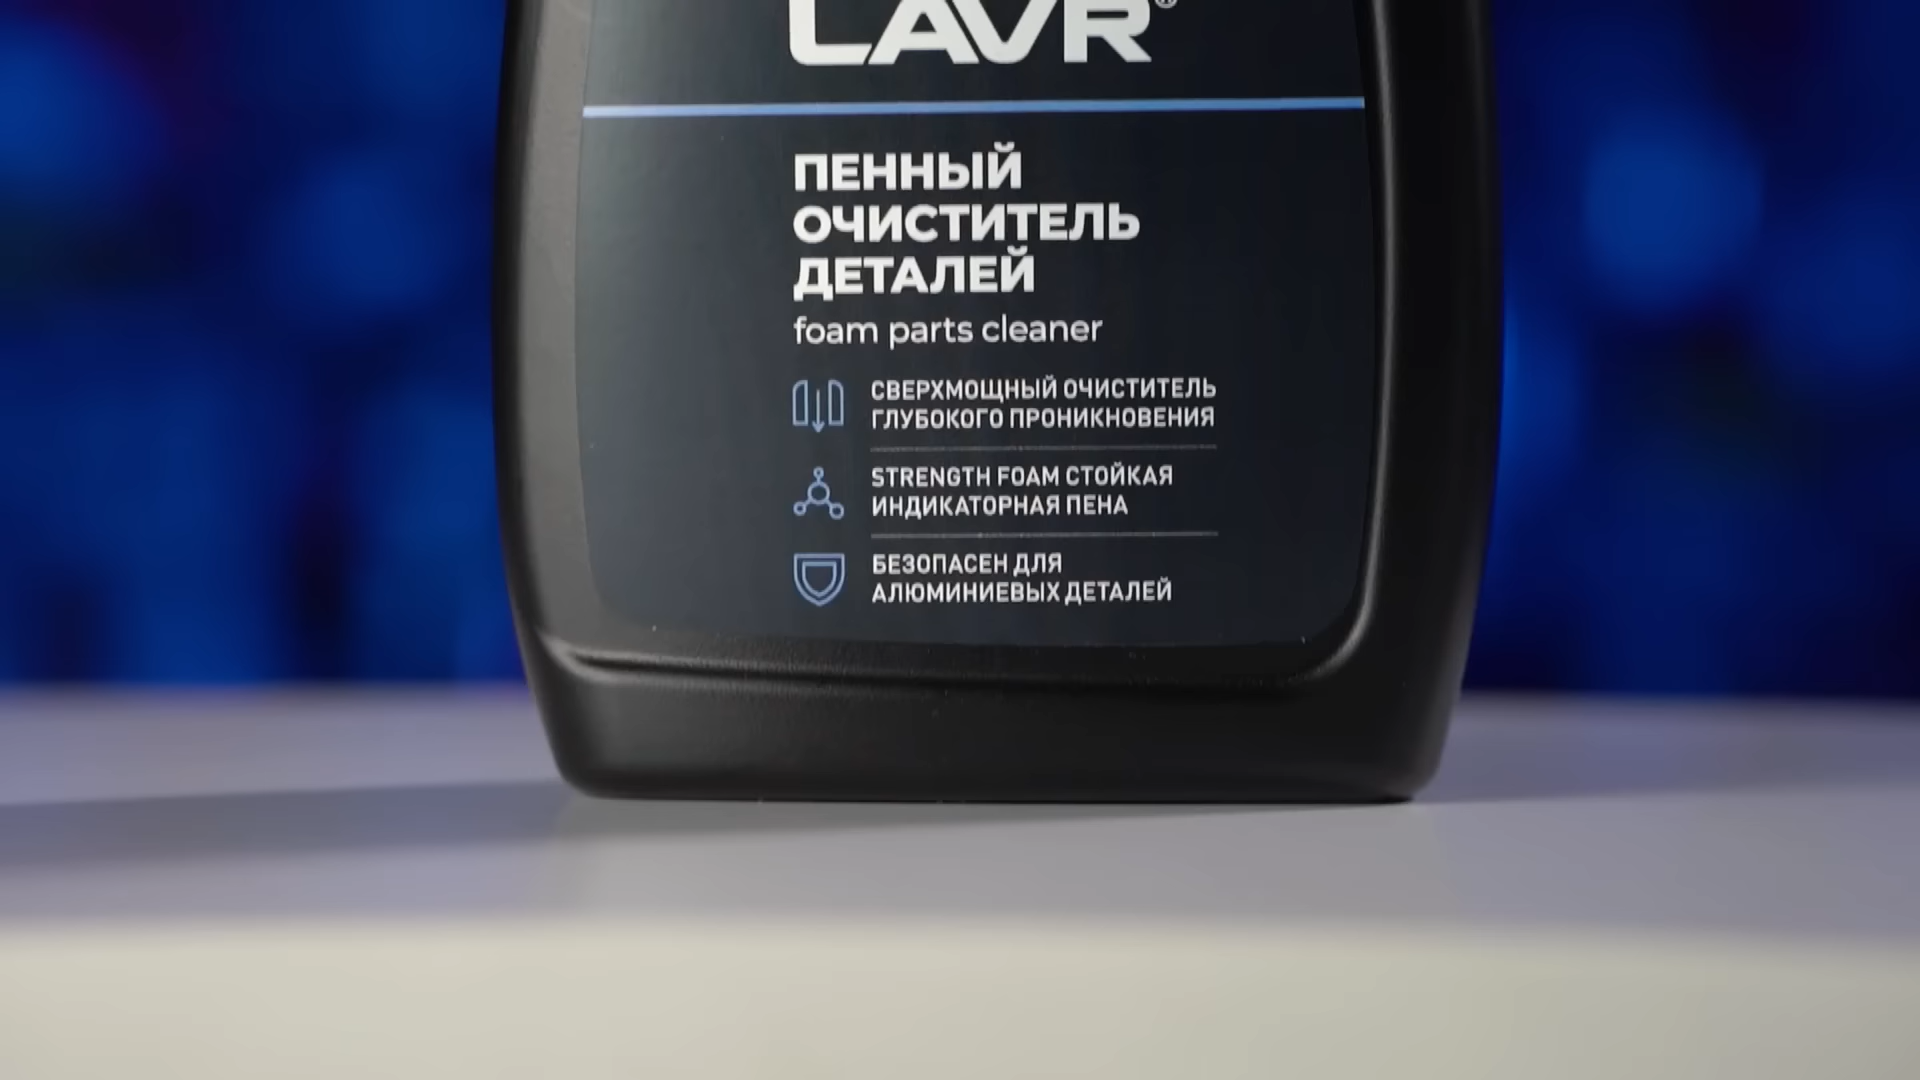 LAVR®
ПЕННЫЙ
ОЧИСТИТЕЛЬ
ДЕТАЛЕЙ
foam parts cleaner
СВЕРХМОЩНЫЙ ОЧИСТИТЕЛЬ
ГЛУБОКОГО ПРОНИКНОВЕНИЯ
STRENGTH FOAM СТОЙКАЯ
ИНДИКАТОРНАЯ ПЕНА
БЕЗОПАСЕН ДЛЯ
АЛЮМИНИЕВЫХ ДЕТАЛЕЙ